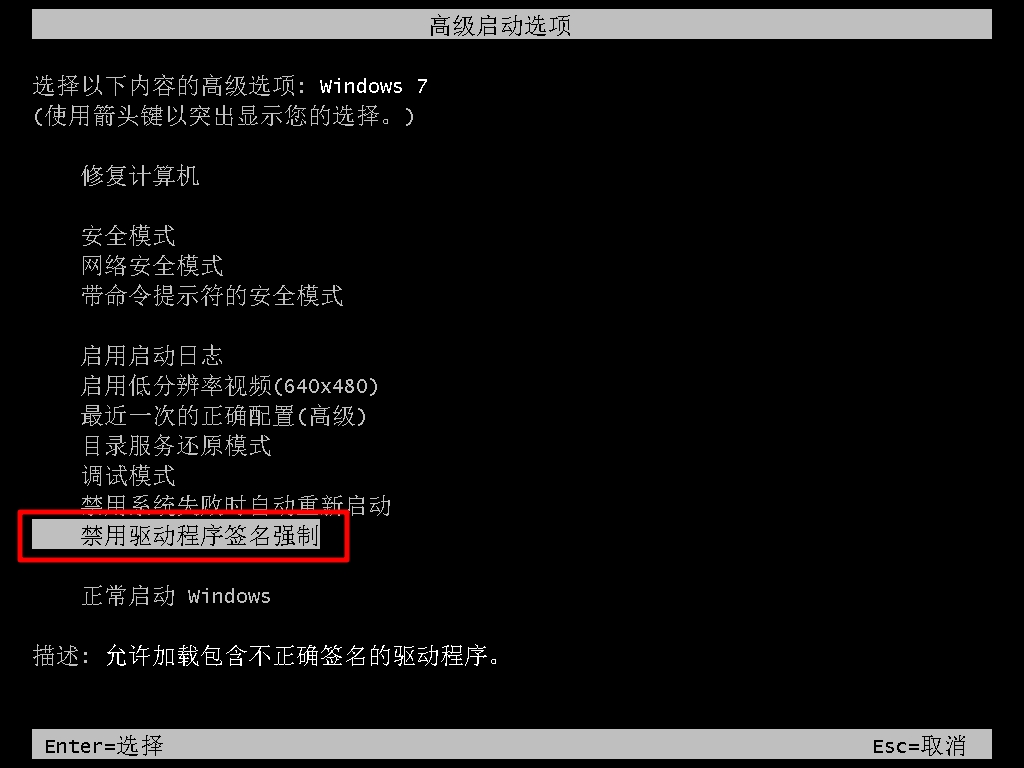 高级启动选项
选择以下内容的高级选项: Windows 7
(使用箭头键以突出显示您的选择。)
修复计算机
安全模式
网络安全模式
带命令提示符的安全模式
启用启动日志
启用低分辨率视频(640x480)
最近一次的正确配置(高级)
目录服务还原模式
调试模式
禁用系统失败时自动重新启动
禁用驱动程序签名强制
正常启动 Windows
描述: 允许加载包含不正确签名的驱动程序。
Enter=选择 Esc=取消